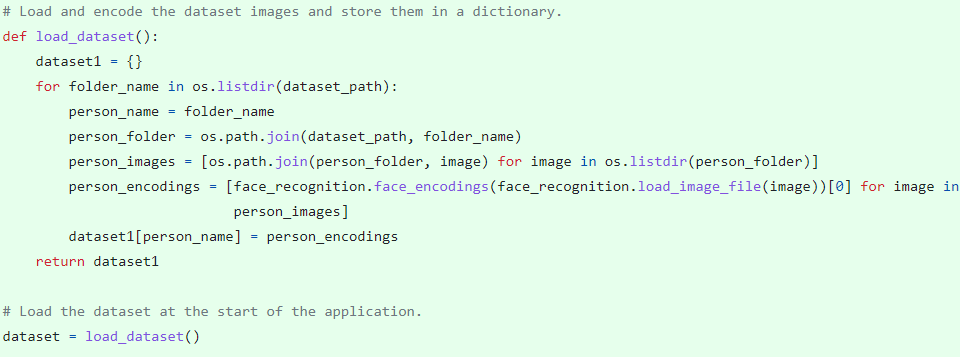 # Load and encode the dataset images and store them in a dictionary.
def load_dataset():
    dataset1 = {}
    for folder_name in os.listdir(dataset_path):
        person_name = folder_name
        person_folder = os.path.join(dataset_path, folder_name)
        person_images = [os.path.join(person_folder, image) for image in os.listdir(person_folder)]
        person_encodings = [face_recognition.face_encodings(face_recognition.load_image_file(image))[0] for image in
                            person_images]
        dataset1[person_name] = person_encodings
    return dataset1

# Load the dataset at the start of the application.
dataset = load_dataset()